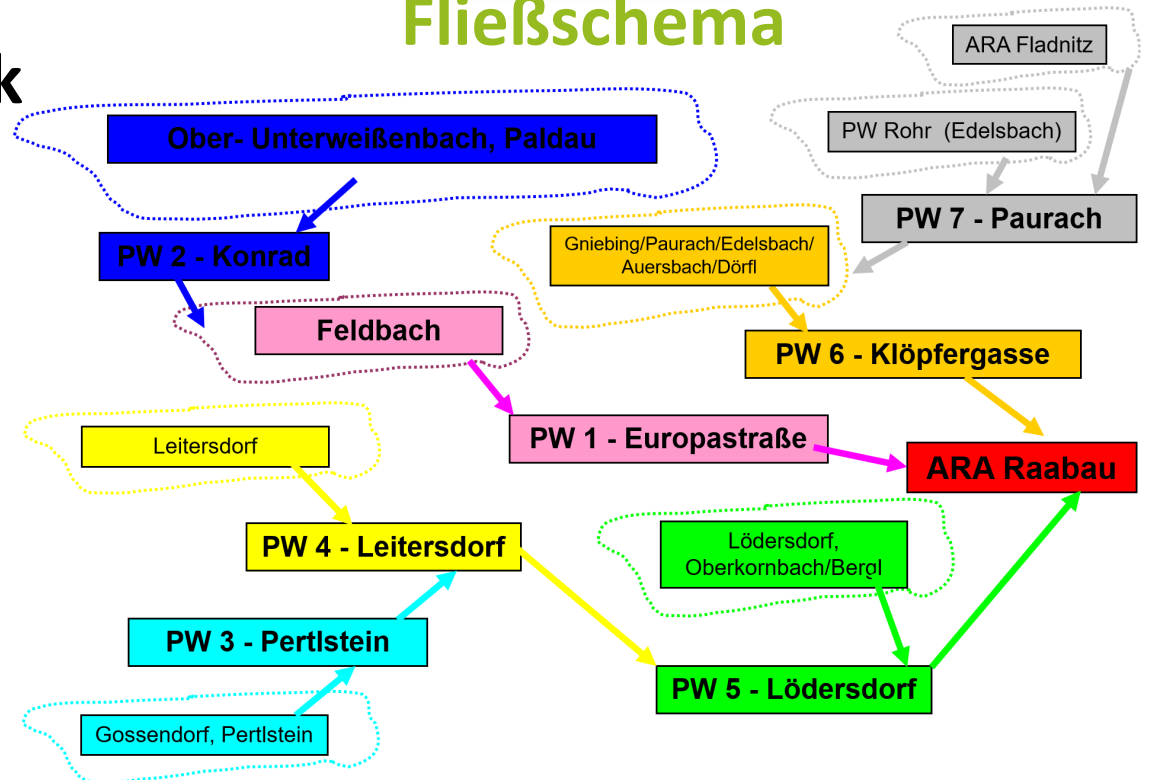 Fließschema
k
ARA Fladnitz
PW Rohr (Edelsbach)
Ober- Unterweißenbach, Paldau
PW 7 - Paurach
PW 2 - Konrad
Gniebing/Paurach/Edelsbach/
Auersbach/Dörfl
Feldbach
PW 6 - Klöpfergasse
PW 1 - Europastraße
Leitersdorf
ARA Raabau
PW 4 - Leitersdorf
Lödersdorf,
Oberkornbach/Bergl
PW 3 - Pertlstein
PW 5 - Lödersdorf
Gossendorf, Pertlstein